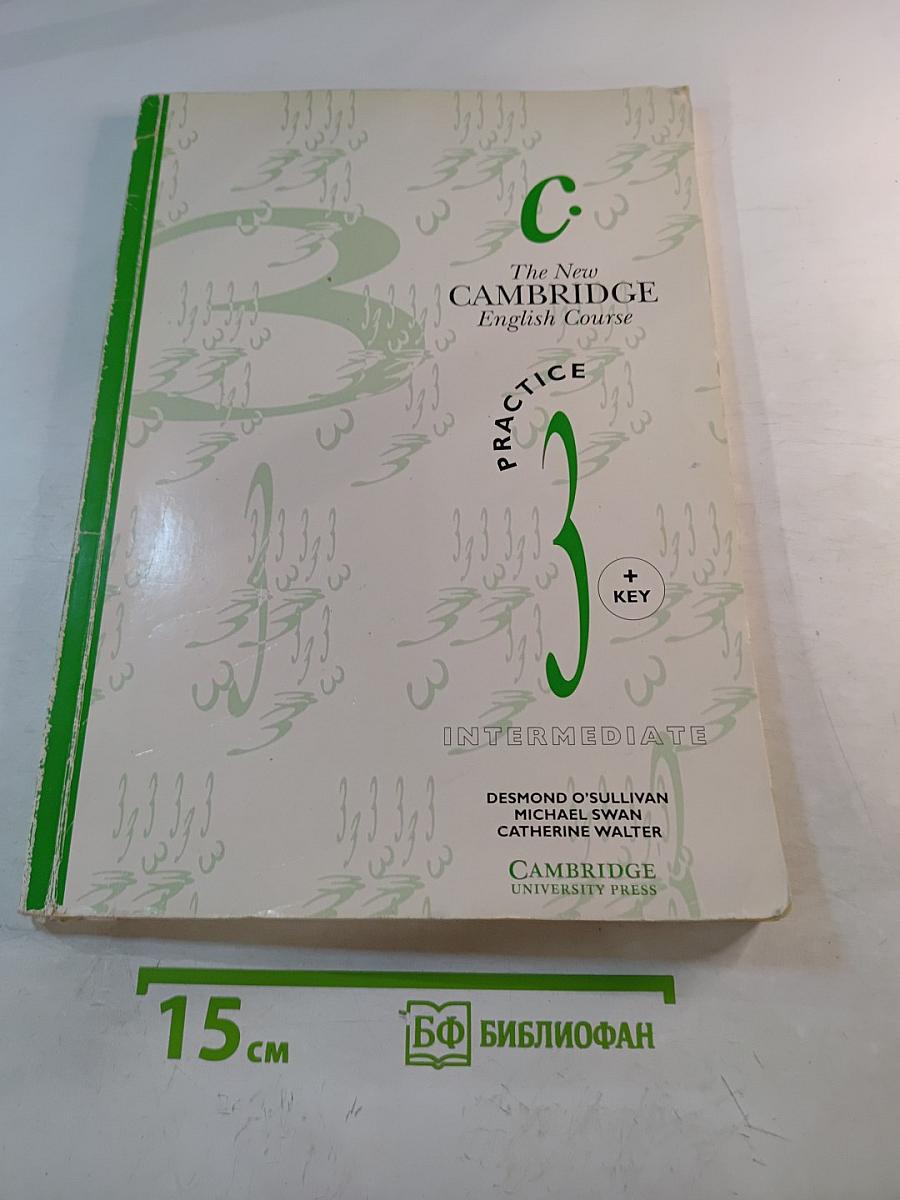 C.
The New
CAMBRIDGE
English Course
PRACTICE
3
+
KEY
INTERMEDIATE
DESMOND O'SULLIVAN
MICHAEL SWAN
CATHERINE WALTER
CAMBRIDGE
UNIVERSITY PRESS
15 см
БФ БИБЛИОФАН